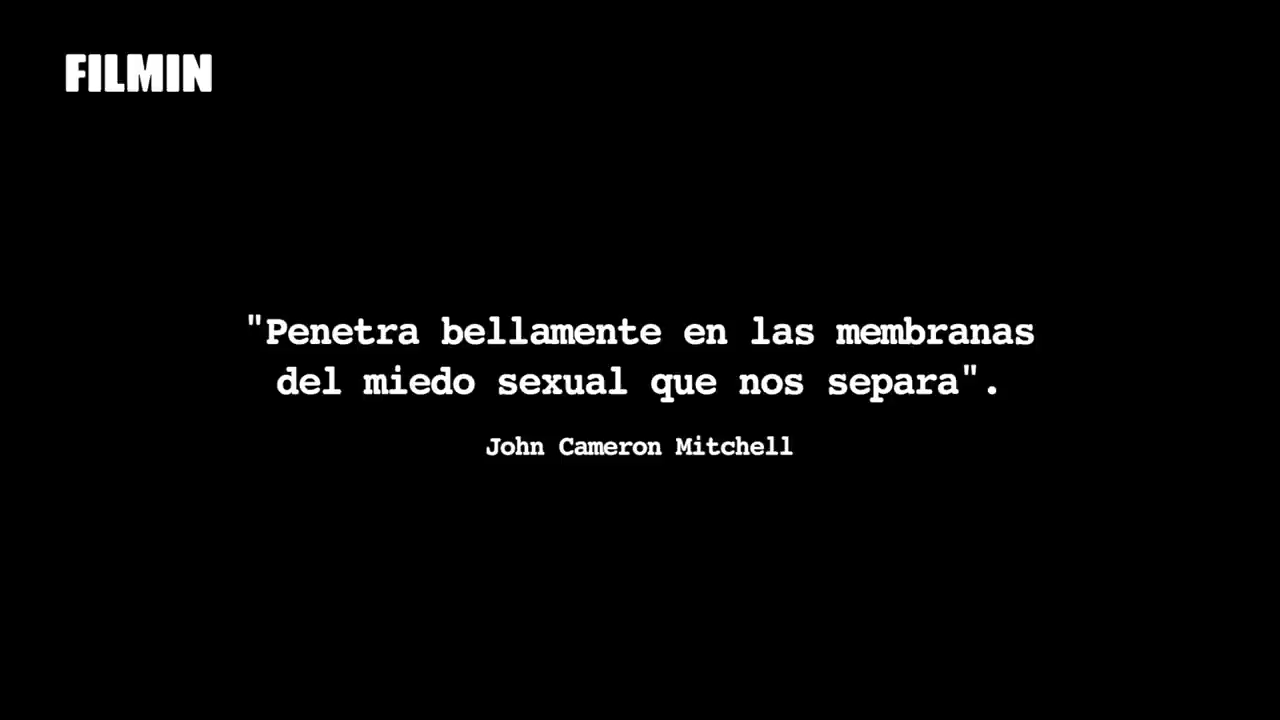 FILMIN
"Penetra bellamente en las membranas
del miedo sexual que nos separa".
John Cameron Mitchell